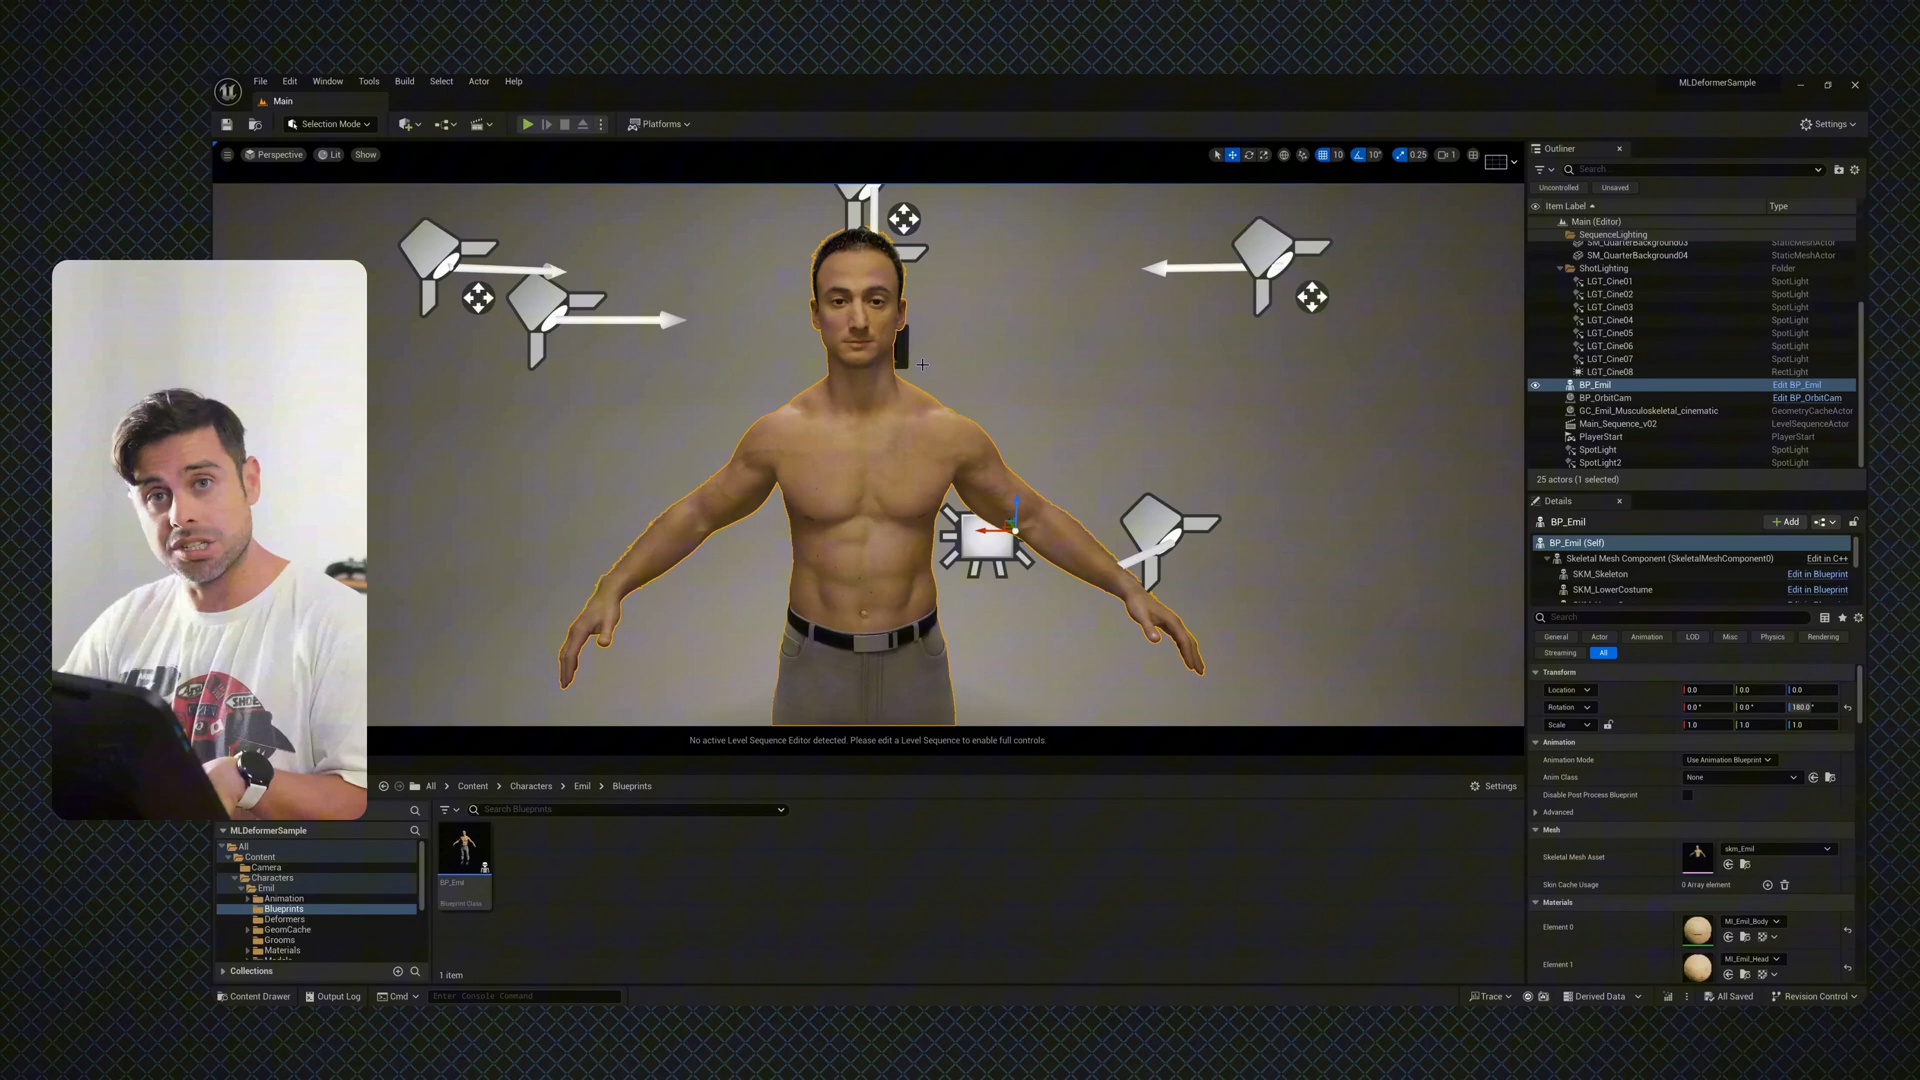 File Edit Window Tools Build Select Actor Help
MLDeformerSample
Main
Selection Mode
Platforms
Settings
Perspective Lit Show
10 10° 0.25 1
Outliner
Search...
Uncontrolled Unsaved
Item Label Type
Main (Editor)
SequenceLighting
SM_QuarterBackground03 StaticMeshActor
SM_QuarterBackground04 StaticMeshActor
ShotLighting Folder
LGT_Cine01 SpotLight
LGT_Cine02 SpotLight
LGT_Cine03 SpotLight
LGT_Cine04 SpotLight
LGT_Cine05 SpotLight
LGT_Cine06 SpotLight
LGT_Cine07 SpotLight
LGT_Cine08 RectLight
BP_Emil Edit BP_Emil
BP_OrbitCam Edit BP_OrbitCam
GC_Emil_Musculoskeletal_cinematic GeometryCacheActor
Main_Sequence_v02 LevelSequenceActor
PlayerStart PlayerStart
SpotLight SpotLight
SpotLight2 SpotLight
25 actors (1 selected)
Details
BP_Emil Add
BP_Emil (Self)
Skeletal Mesh Component (SkeletalMeshComponent0) Edit in C++
SKM_Skeleton Edit in Blueprint
SKM_LowerCostume Edit in Blueprint
Search
General Actor Animation LOD Misc Physics Rendering
Streaming All
Transform
Location 0.0 0.0 0.0
Rotation 0.0° 0.0° 180.0°
Scale 1.0 1.0 1.0
Animation
Animation Mode Use Animation Blueprint
Anim Class None
Disable Post Process Blueprint
Advanced
Mesh
Skeletal Mesh Asset skm_Emil
Skin Cache Usage 0 Array element
Materials
Element 0 MI_Emil_Body
Element 1 MI_Emil_Head
No active Level Sequence Editor detected. Please edit a Level Sequence to enable full controls.
All Content Characters Emil Blueprints
Settings
Search Blueprints
MLDeformerSample
All
Content
Camera
Characters
Emil
Animation
Blueprints
Deformers
GeomCache
Grooms
Materials
Collections
BP_Emil
Blueprint Class
1 item
Content Drawer Output Log Cmd Enter Console Command
Trace Derived Data All Saved Revision Control